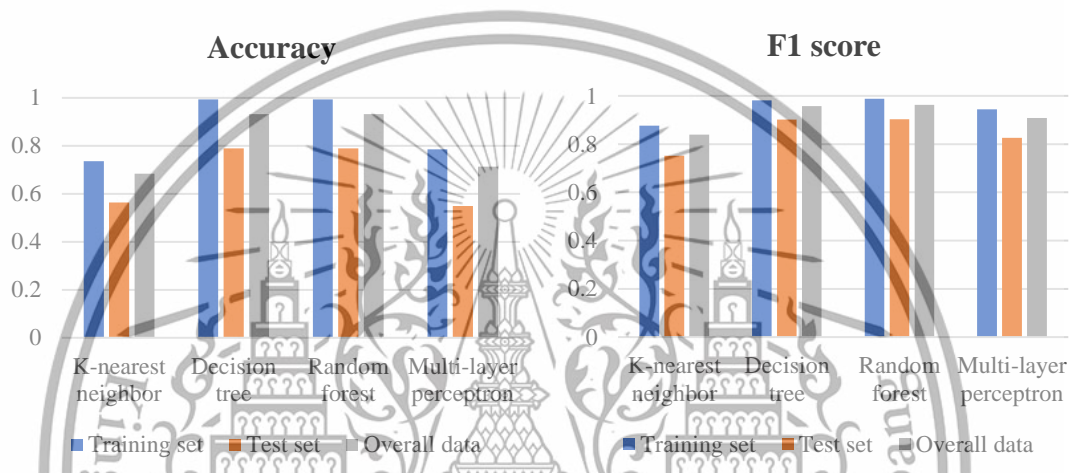 Accuracy
1
0.8
0.6
0.4
0.2
0
K-nearest neighbor
Decision tree
Random forest
Multi-layer perceptron
Training set Test set Overall data
F1 score
1
0.8
0.6
0.4
0.2
0
K-nearest neighbor
Decision tree
Random forest
Multi-layer perceptron
Training set Test set Overall data